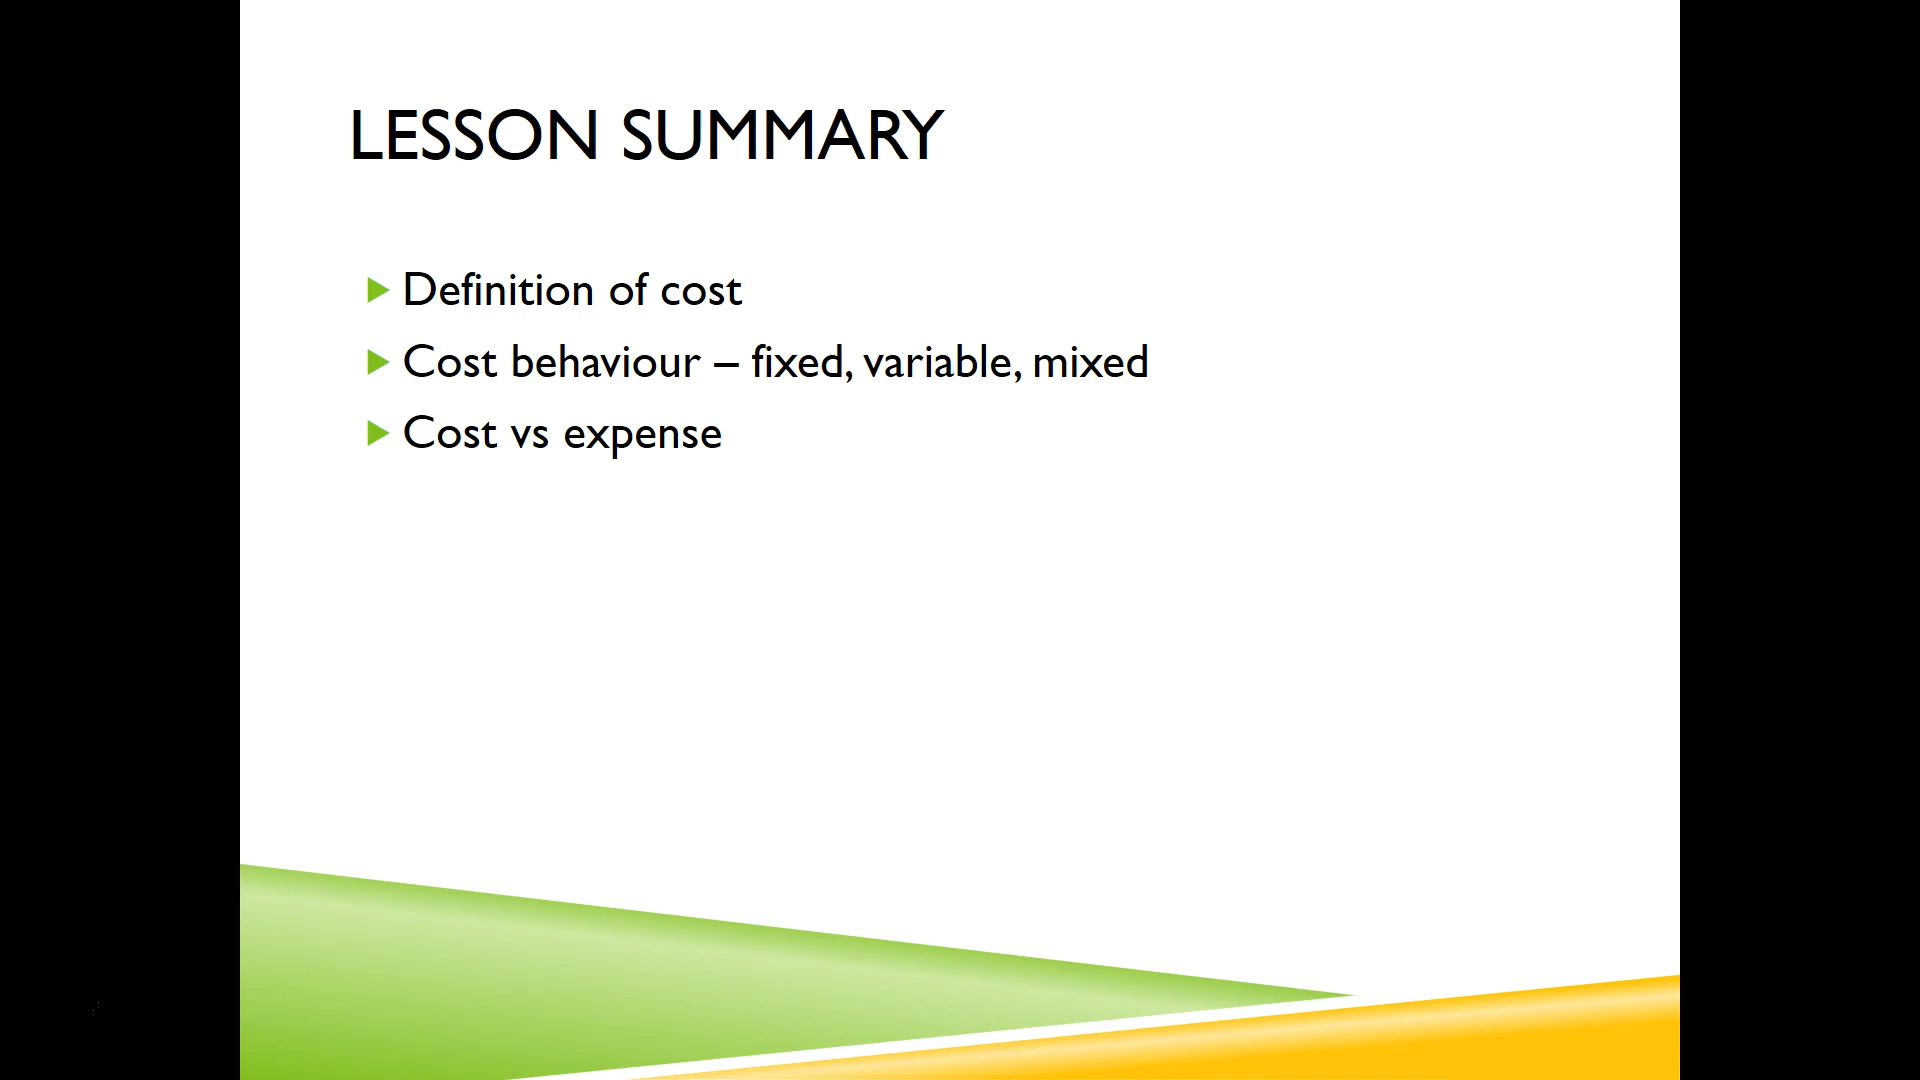 LESSON SUMMARY
Definition of cost
Cost behaviour – fixed, variable, mixed
Cost vs expense